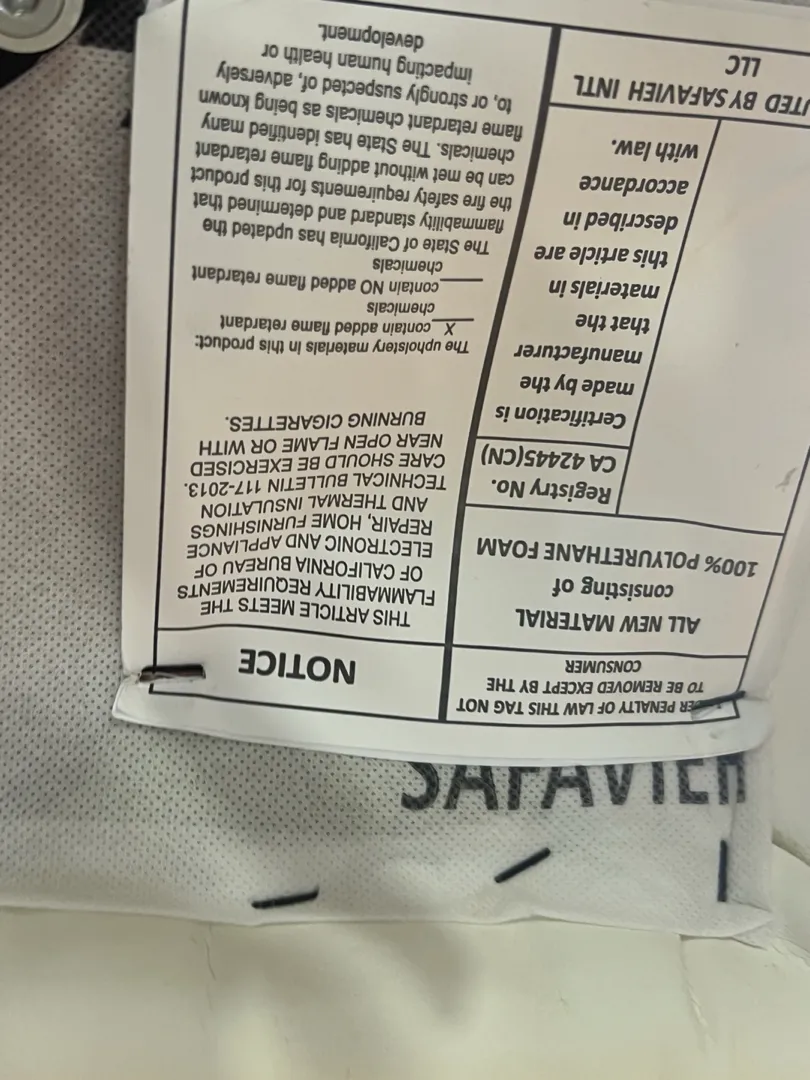 UNDER PENALTY OF LAW THIS TAG NOT
TO BE REMOVED EXCEPT BY THE
CONSUMER
ALL NEW MATERIAL
consisting of
100% POLYURETHANE FOAM
Registry No.
CA 42445(CN)
Certification is
made by the
manufacturer
that the
materials in
this article are
described in
accordance
with law.
UTED BY SAFAVIEH INTL
LLC
NOTICE
THIS ARTICLE MEETS THE
FLAMMABILITY REQUIREMENTS
OF CALIFORNIA BUREAU OF
ELECTRONIC AND APPLIANCE
REPAIR, HOME FURNISHINGS
AND THERMAL INSULATION
TECHNICAL BULLETIN 117-2013.
CARE SHOULD BE EXERCISED
NEAR OPEN FLAME OR WITH
BURNING CIGARETTES.
The upholstery materials in this product:
X contain added flame retardant
chemicals
contain NO added flame retardant
chemicals
The State of California has updated the
flammability standard and determined that
the fire safety requirements for this product
can be met without adding flame retardant
chemicals. The State has identified many
flame retardant chemicals as being known
to, or strongly suspected of, adversely
impacting human health or
development.
SAFAVIEH